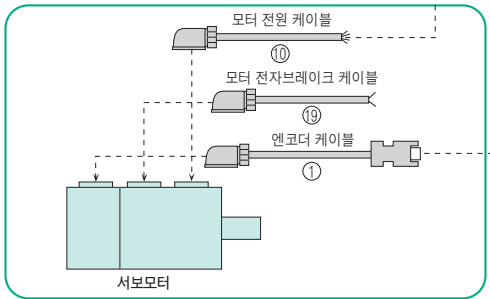 모터 전원 케이블
⑩
모터 전자브레이크 케이블
⑲
엔코더 케이블
①
서보모터